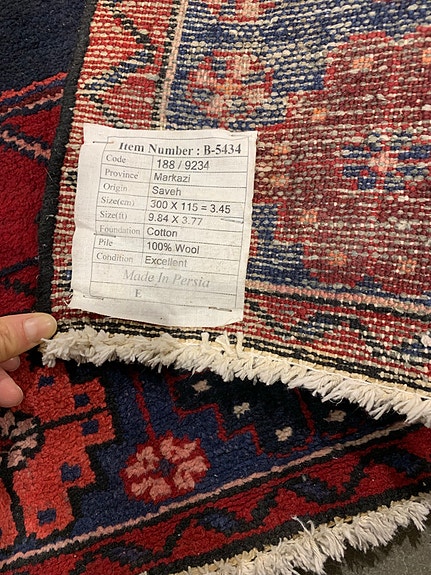 Item Number : B-5434
Code 188 / 9234
Province Markazi
Origin Saveh
Size(cm) 300 X 115 = 3.45
Size(ft) 9.84 X 3.77
Foundation Cotton
Pile 100% Wool
Condition Excellent
Made In Persia
E